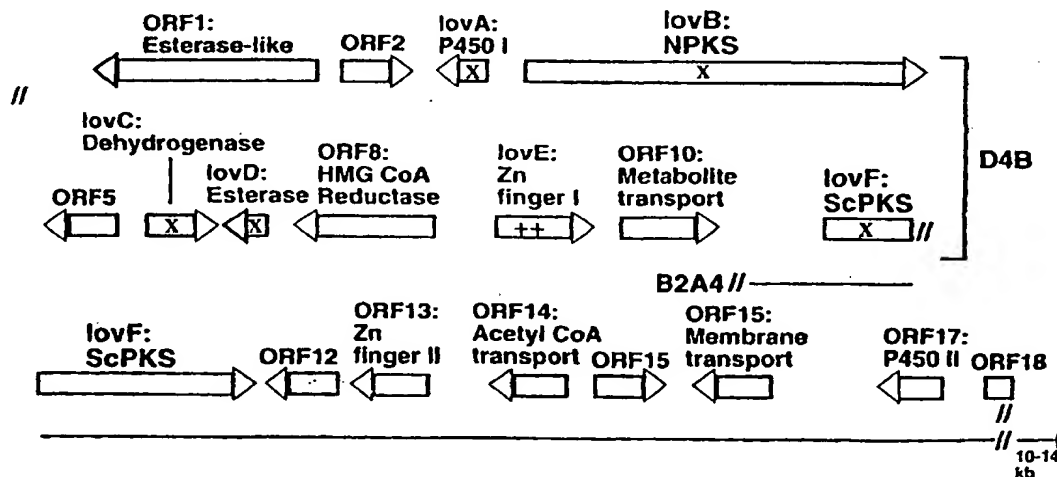 ORF1:
Esterase-like
ORF2
lovA:
P450 I
lovB:
NPKS
X
X
//
lovC:
Dehydrogenase
ORF5
lovD:
Esterase
ORF8:
HMG CoA
Reductase
lovE:
Zn
finger I
ORF10:
Metabolite
transport
lovF:
ScPKS
D4B
X
X
++
X
//
B2A4 //
lovF:
ScPKS
ORF12
ORF13:
Zn
finger II
ORF14:
Acetyl CoA
transport
ORF15
ORF15:
Membrane
transport
ORF17:
P450 II
ORF18
//
//
10-14
kb